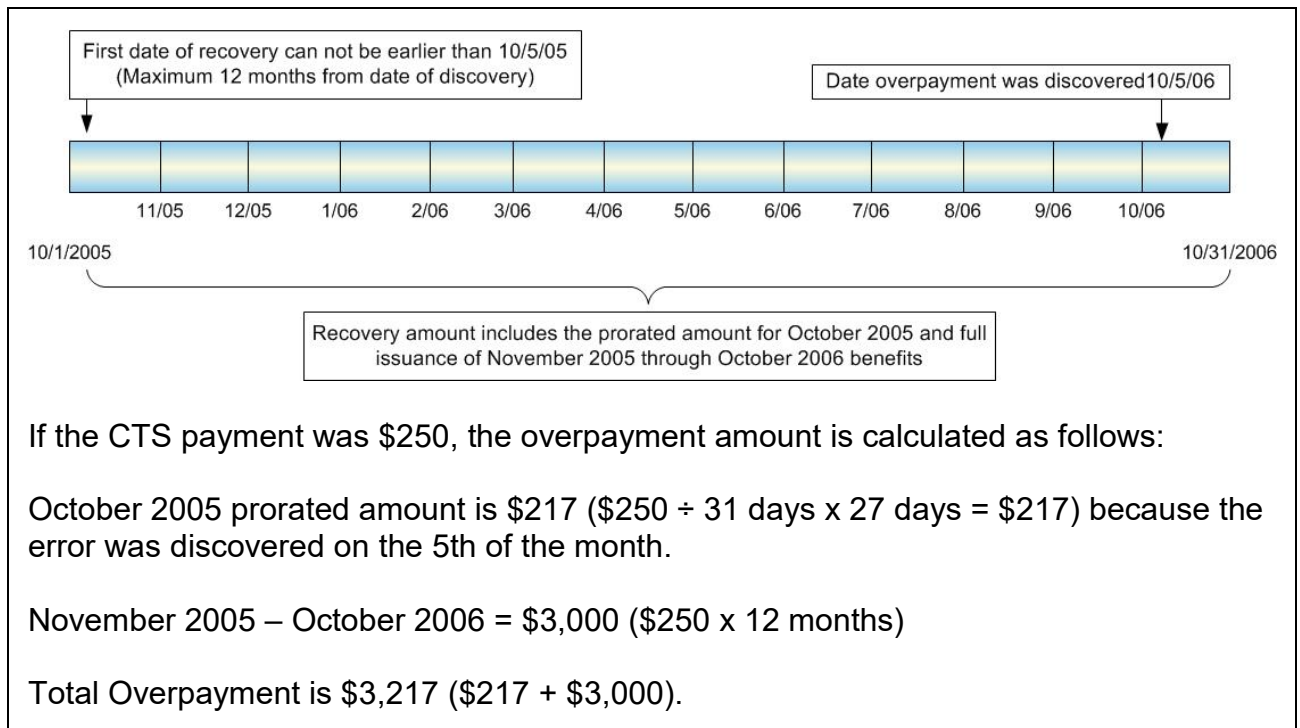 First date of recovery can not be earlier than 10/5/05
(Maximum 12 months from date of discovery)
Date overpayment was discovered10/5/06
11/05 12/05 1/06 2/06 3/06 4/06 5/06 6/06 7/06 8/06 9/06 10/06
10/1/2005 10/31/2006
Recovery amount includes the prorated amount for October 2005 and full
issuance of November 2005 through October 2006 benefits
If the CTS payment was $250, the overpayment amount is calculated as follows:
October 2005 prorated amount is $217 ($250 ÷ 31 days x 27 days = $217) because the
error was discovered on the 5th of the month.
November 2005 – October 2006 = $3,000 ($250 x 12 months)
Total Overpayment is $3,217 ($217 + $3,000).